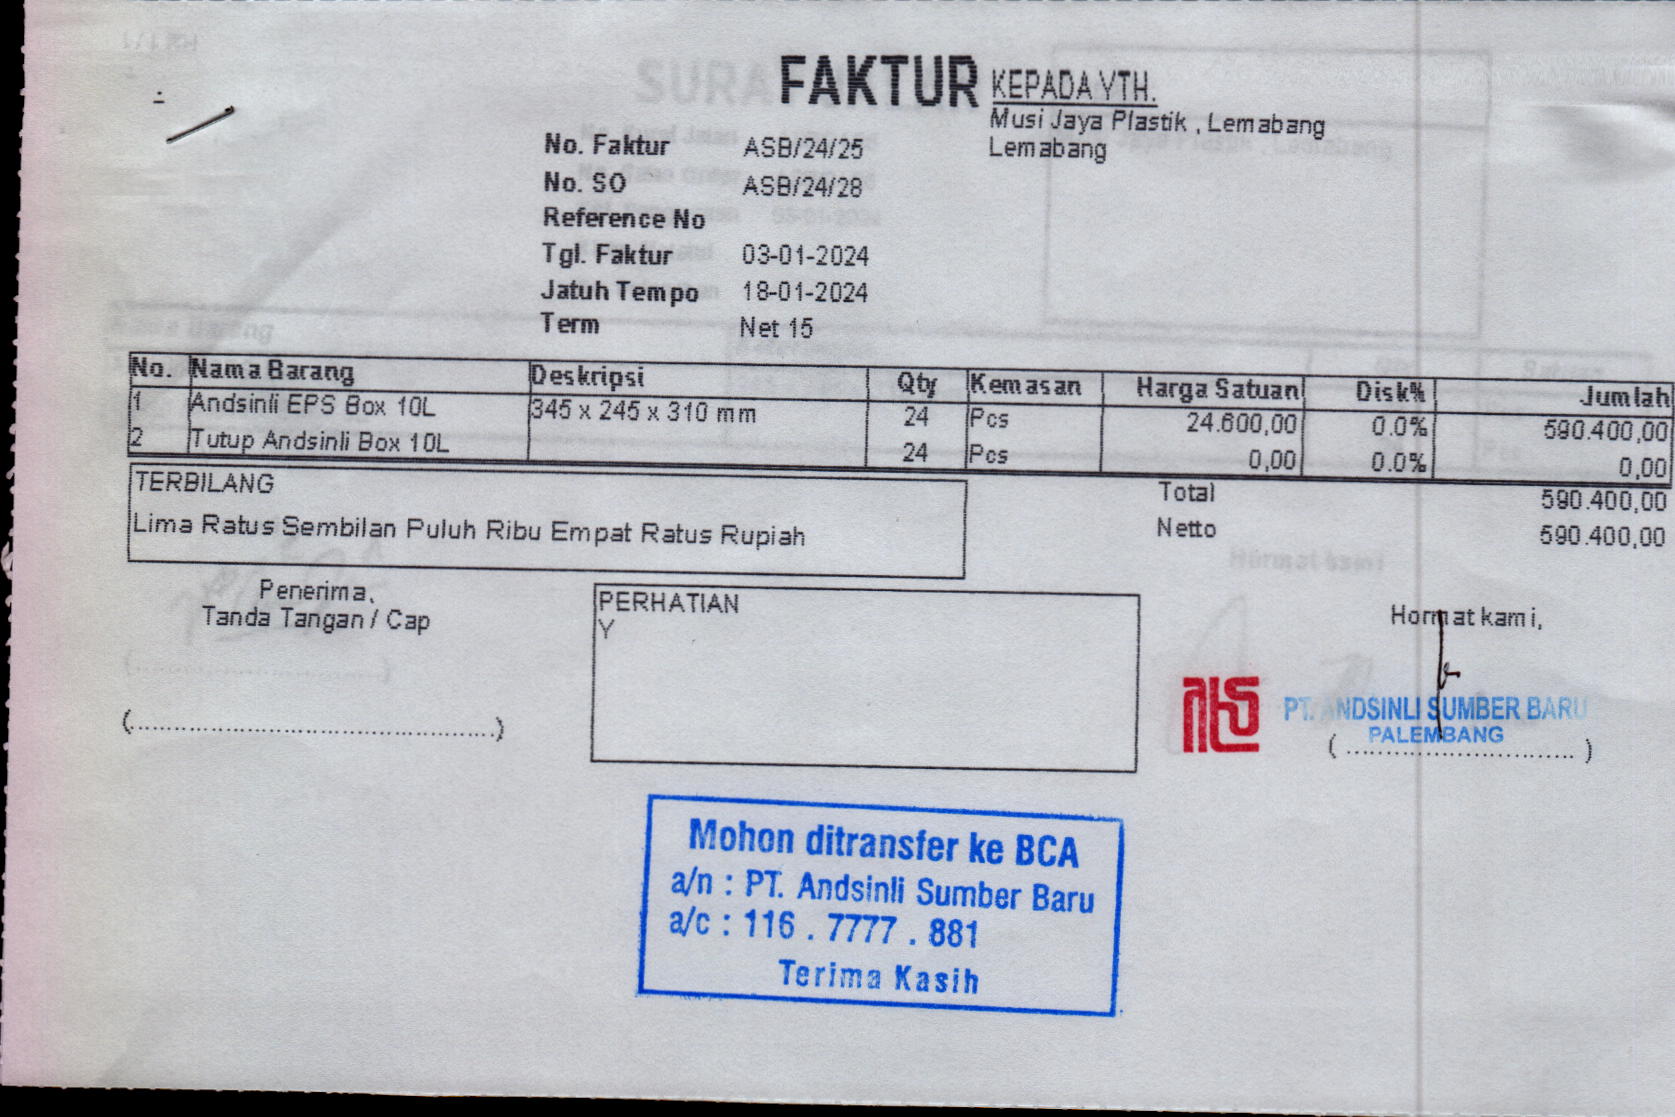 FAKTUR
KEPADA YTH.
Musi Jaya Plastik , Lemabang
Lemabang
No. Faktur ASB/24/25
No. SO ASB/24/28
Reference No
Tgl. Faktur 03-01-2024
Jatuh Tempo 18-01-2024
Term Net 15
No. Nama Barang Deskripsi Qty Kemasan Harga Satuan Disk% Jumlah
1 Andsinli EPS Box 10L 345 x 245 x 310 mm 24 Pcs 24.600,00 0.0% 590.400,00
2 Tutup Andsinli Box 10L 24 Pcs 0,00 0.0% 0,00
TERBILANG
Lima Ratus Sembilan Puluh Ribu Empat Ratus Rupiah
Total 590.400,00
Netto 590.400,00
Penerima,
Tanda Tangan / Cap
(................................................)
PERHATIAN
Y
Hormat kami,
PT. ANDSINLI SUMBER BARU
PALEMBANG
( .............................. )
Mohon ditransfer ke BCA
a/n : PT. Andsinli Sumber Baru
a/c : 116 . 7777 . 881
Terima Kasih